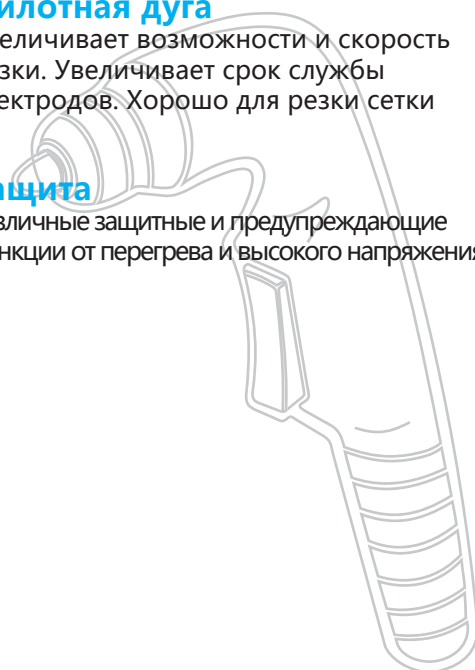 илотная дуга
еличивает возможности и скорость
зки. Увеличивает срок службы
ектродов. Хорошо для резки сетки
ащита
зличные защитные и предупреждающие
нкции от перегрева и высокого напряжения